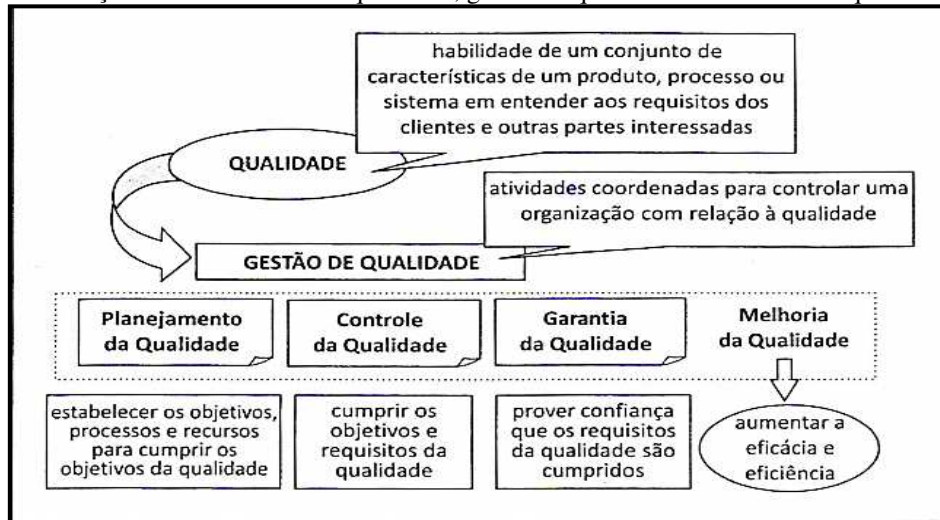 habilidade de um conjunto de
características de um produto, processo ou
sistema em entender aos requisitos dos
clientes e outras partes interessadas
QUALIDADE
atividades coordenadas para controlar uma
organização com relação à qualidade
GESTÃO DE QUALIDADE
Planejamento
da Qualidade
Controle
da Qualidade
Garantia
da Qualidade
Melhoria
da Qualidade
estabelecer os objetivos,
processos e recursos
para cumprir os
objetivos da qualidade
cumprir os
objetivos e
requisitos da
qualidade
prover confiança
que os requisitos
da qualidade são
cumpridos
aumentar a
eficácia e
eficiência